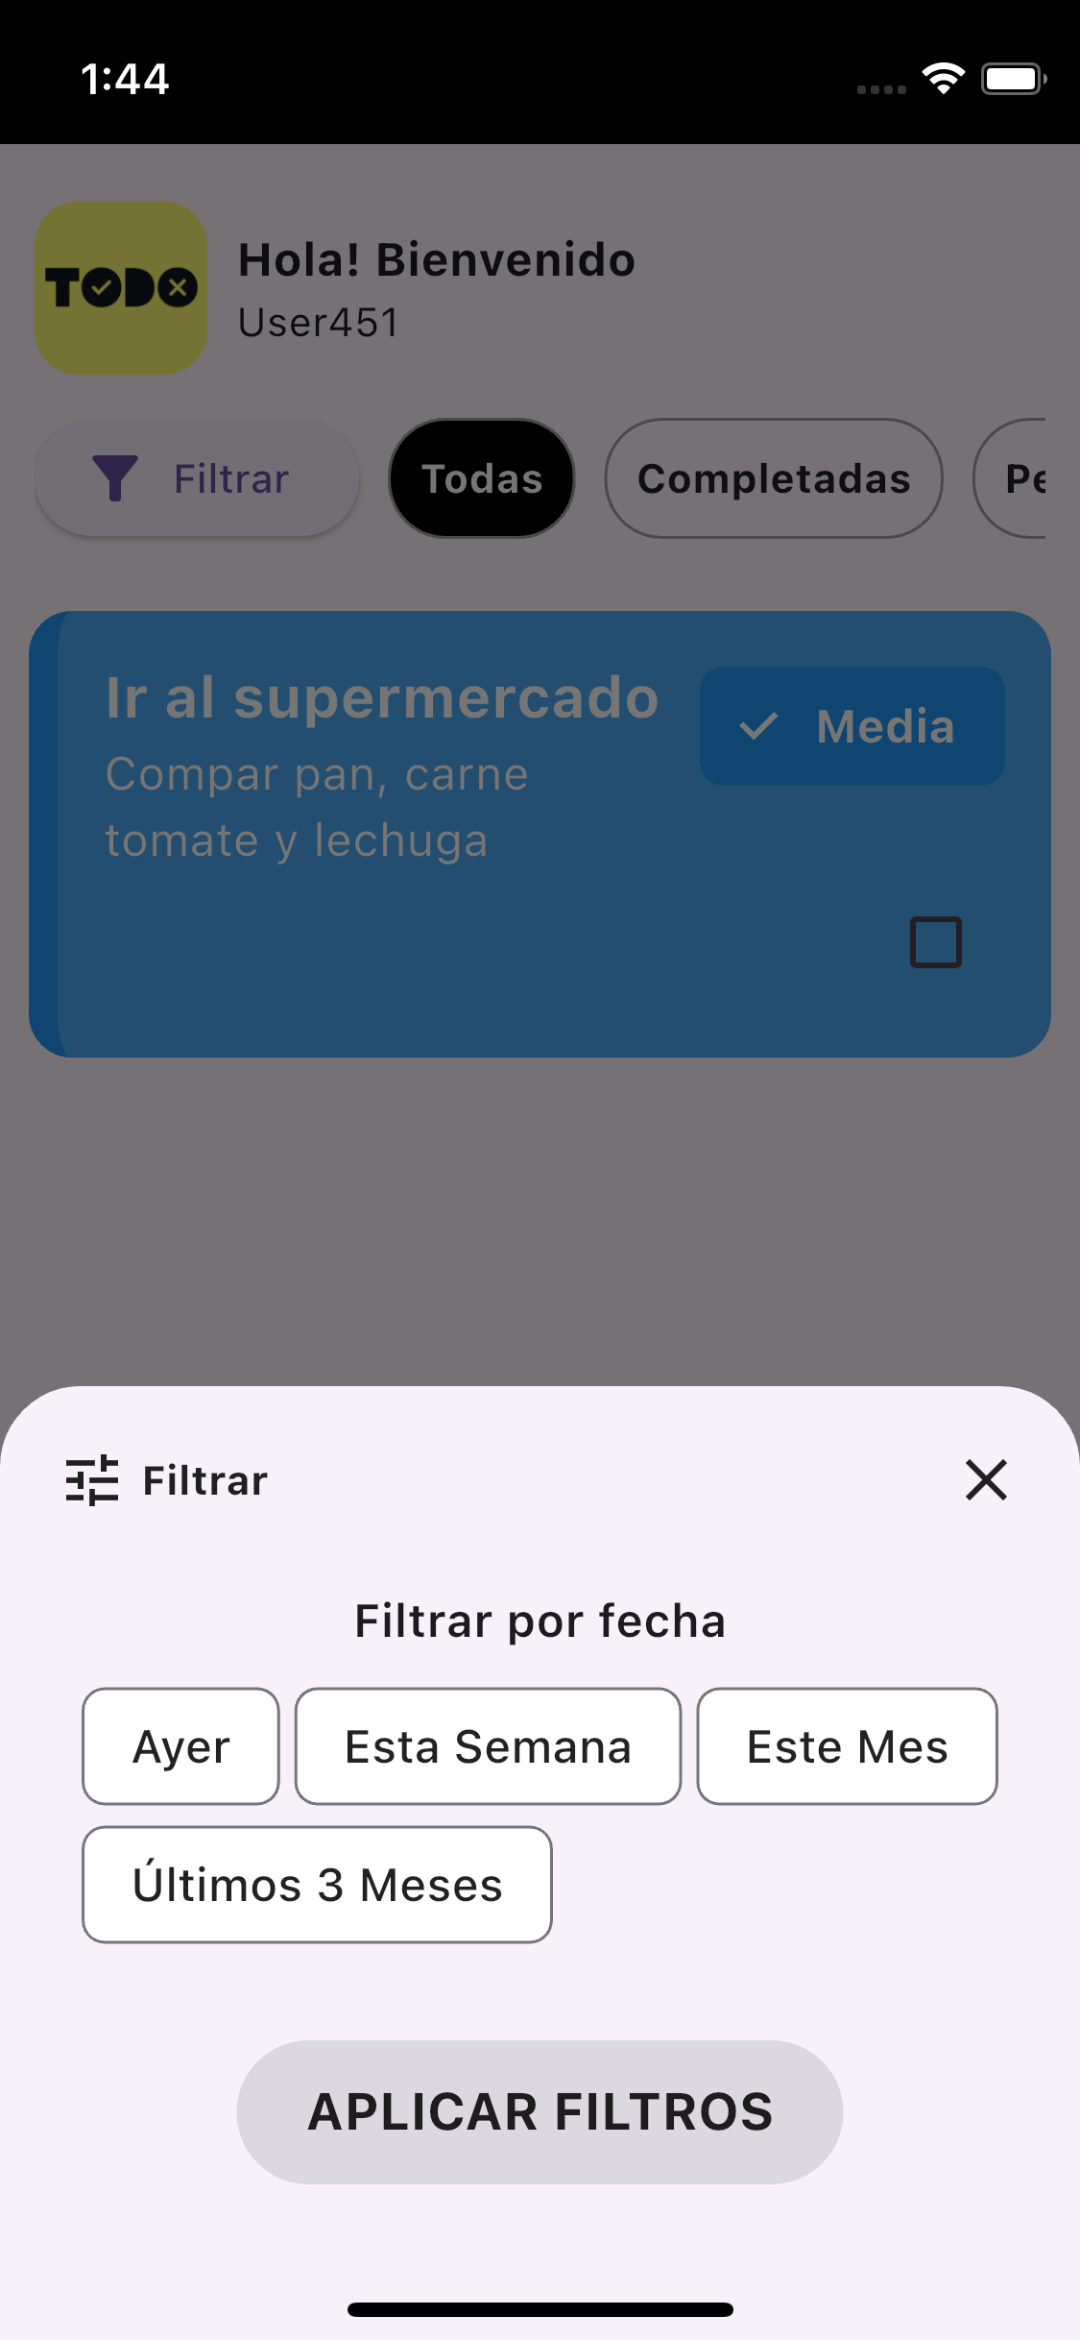 1:44
TODO
Hola! Bienvenido
User451
Filtrar
Todas
Completadas
Pe
Ir al supermercado
Media
Compar pan, carne
tomate y lechuga
Filtrar
Filtrar por fecha
Ayer
Esta Semana
Este Mes
Últimos 3 Meses
APLICAR FILTROS